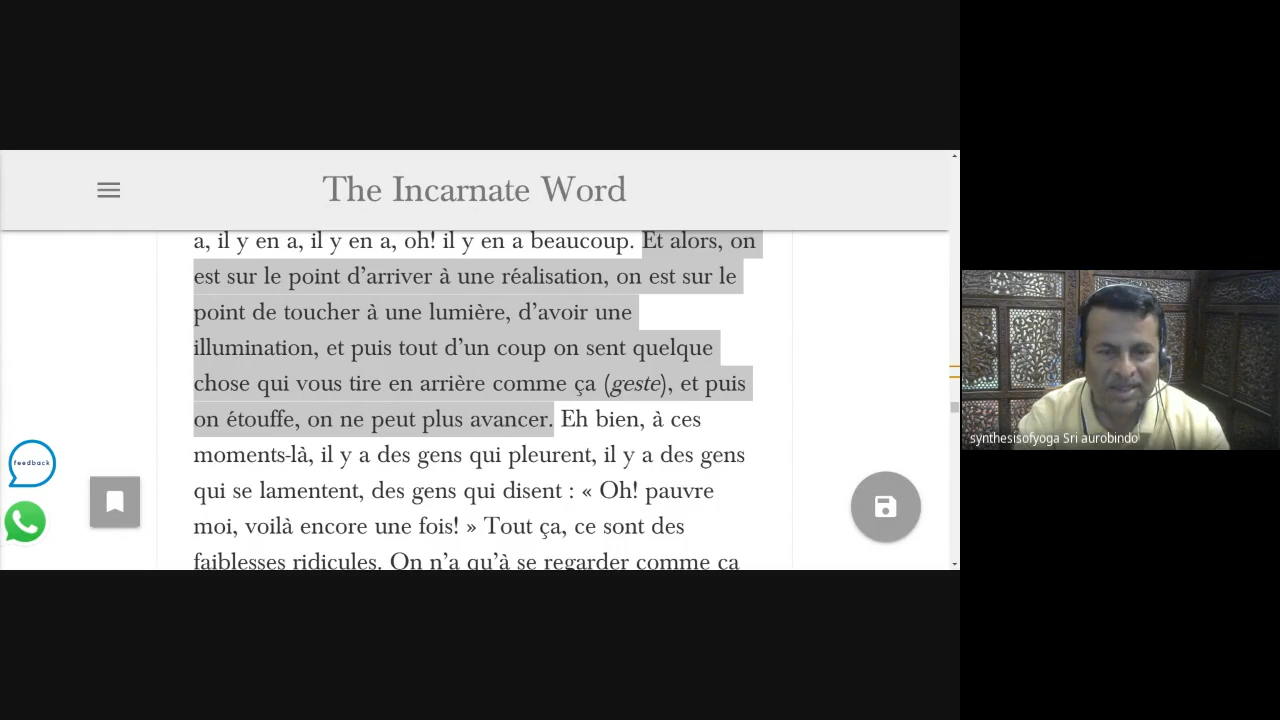 The Incarnate Word
a, il y en a, il y en a, oh! il y en a beaucoup. Et alors, on
est sur le point d’arriver à une réalisation, on est sur le
point de toucher à une lumière, d’avoir une
illumination, et puis tout d’un coup on sent quelque
chose qui vous tire en arrière comme ça (geste), et puis
on étouffe, on ne peut plus avancer. Eh bien, à ces
moments-là, il y a des gens qui pleurent, il y a des gens
qui se lamentent, des gens qui disent : « Oh! pauvre
moi, voilà encore une fois! » Tout ça, ce sont des
faiblesses ridicules. On n’a qu’à se regarder comme ça
feedback
synthesisofyoga Sri aurobindo